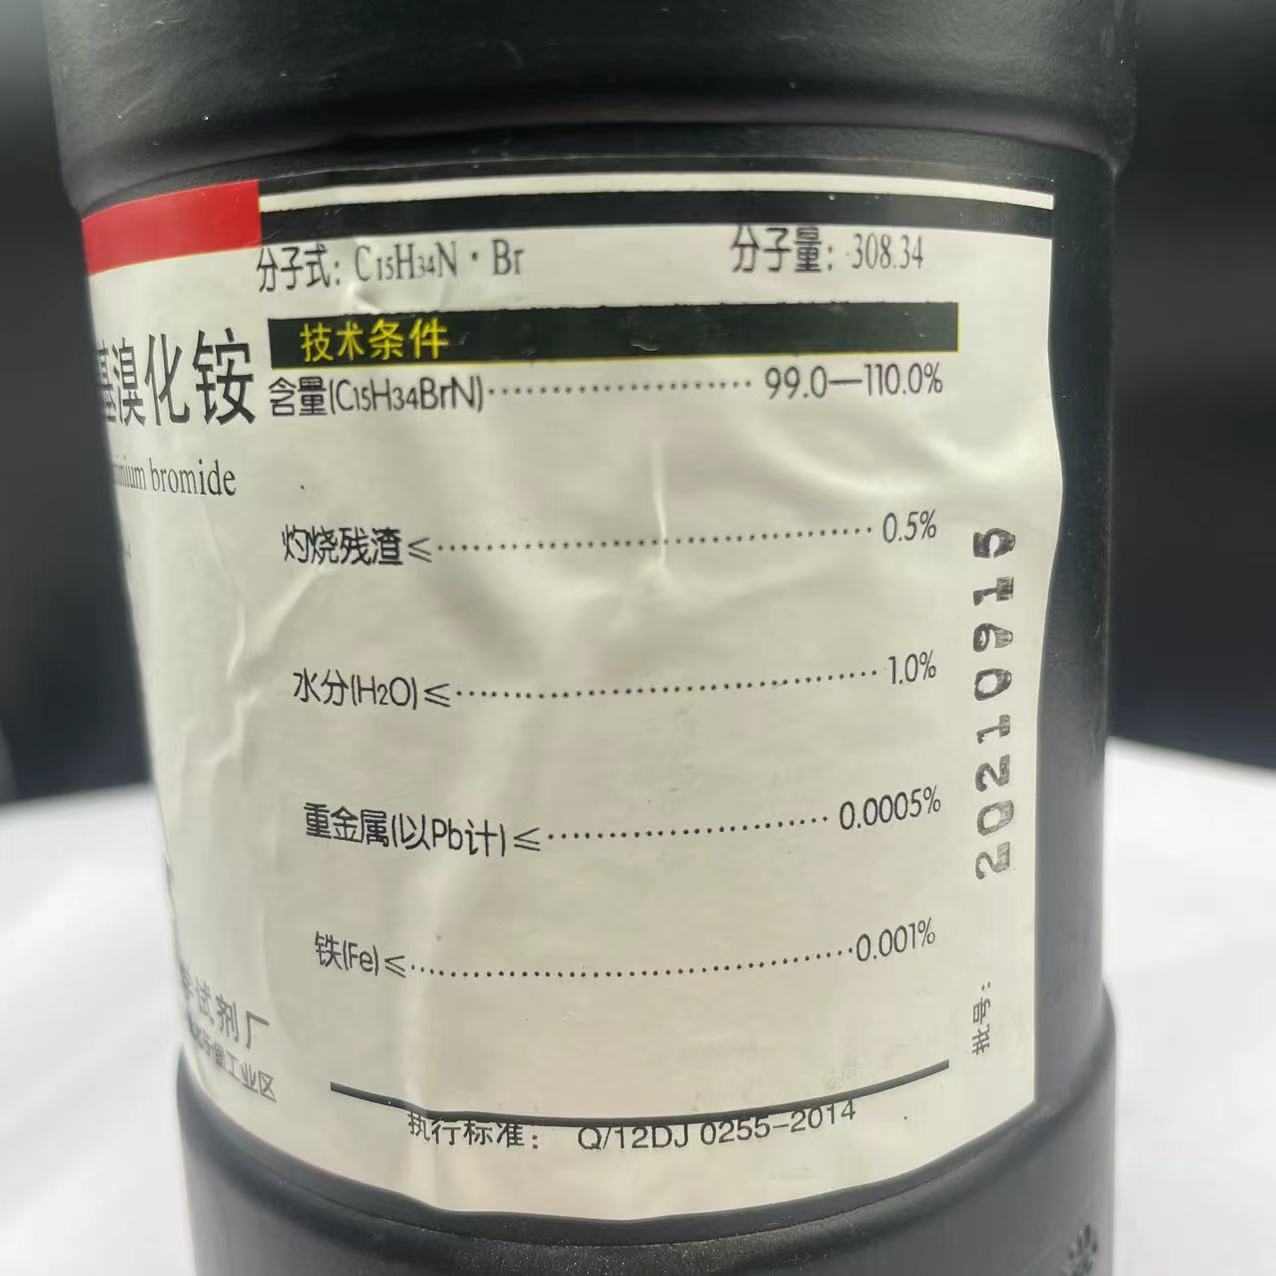 分子式: C15H34N·Br
分子量: 308.34
技术条件
含量(C15H34BrN)··························99.0—110.0%
基溴化铵
nium bromide
灼烧残渣≤··········································0.5%
水分(H2O)≤········································1.0%
重金属(以Pb计)≤························0.0005%
铁(Fe)≤··········································0.001%
学试剂厂
工业区
执行标准: Q/12DJ 0255-2014
批号: 20210915